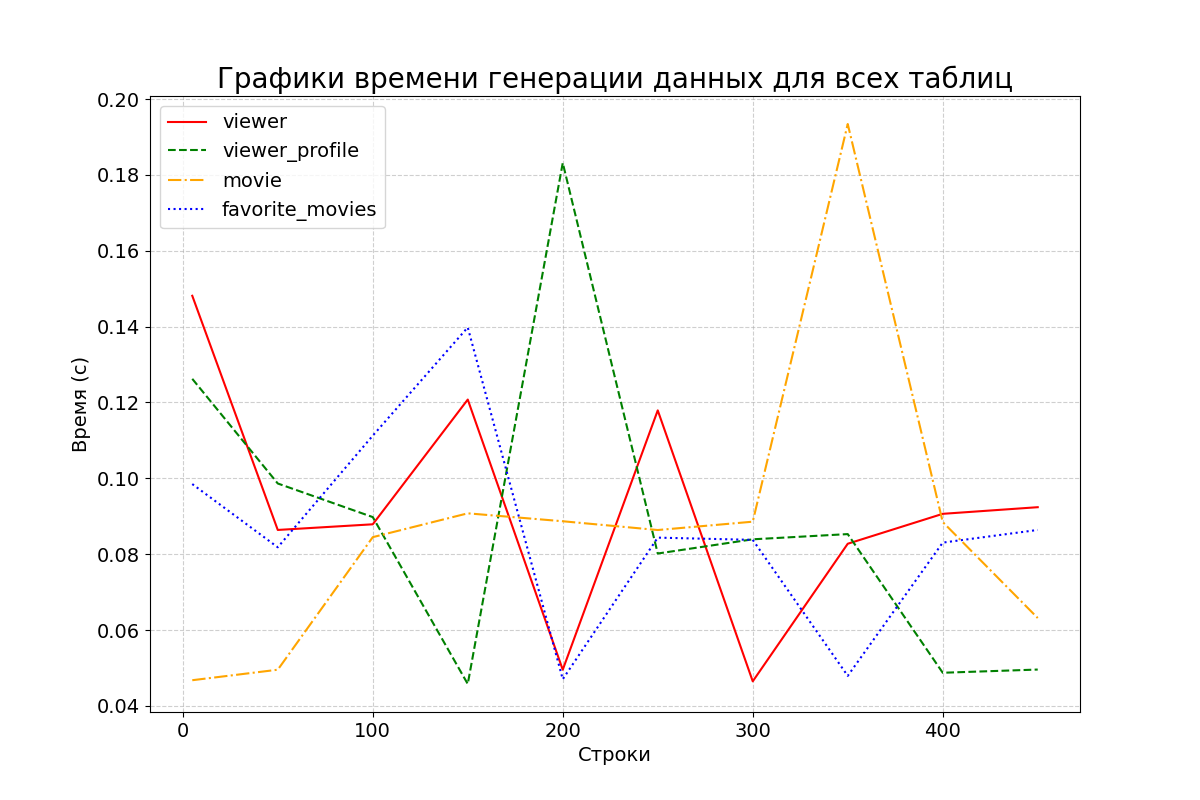 Графики времени генерации данных для всех таблиц
0.20
0.18
0.16
0.14
0.12
0.10
0.08
0.06
0.04
Время (с)
viewer
viewer_profile
movie
favorite_movies
0 100 200 300 400
Строки